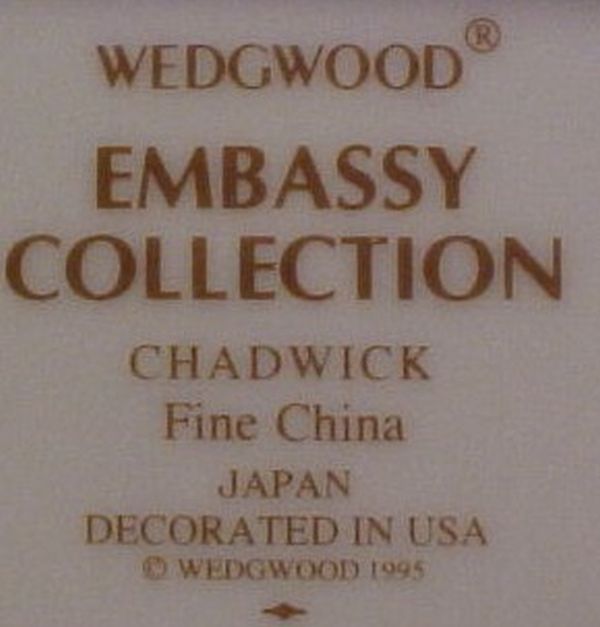 WEDGWOOD®
EMBASSY
COLLECTION
CHADWICK
Fine China
JAPAN
DECORATED IN USA
© WEDGWOOD 1995